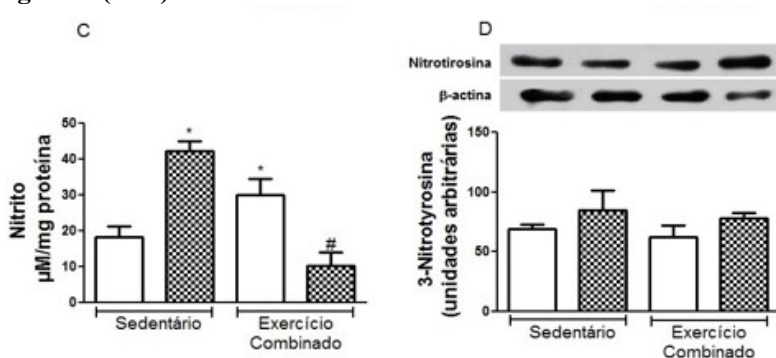 C
Nitrito
µM/mg proteína
50
40
30
20
10
0
*
*
#
Sedentário
Exercício
Combinado
D
Nitrotirosina
β-actina
3-Nitrotyrosina
(unidades arbitrárias)
150
100
50
0
Sedentário
Exercício
Combinado